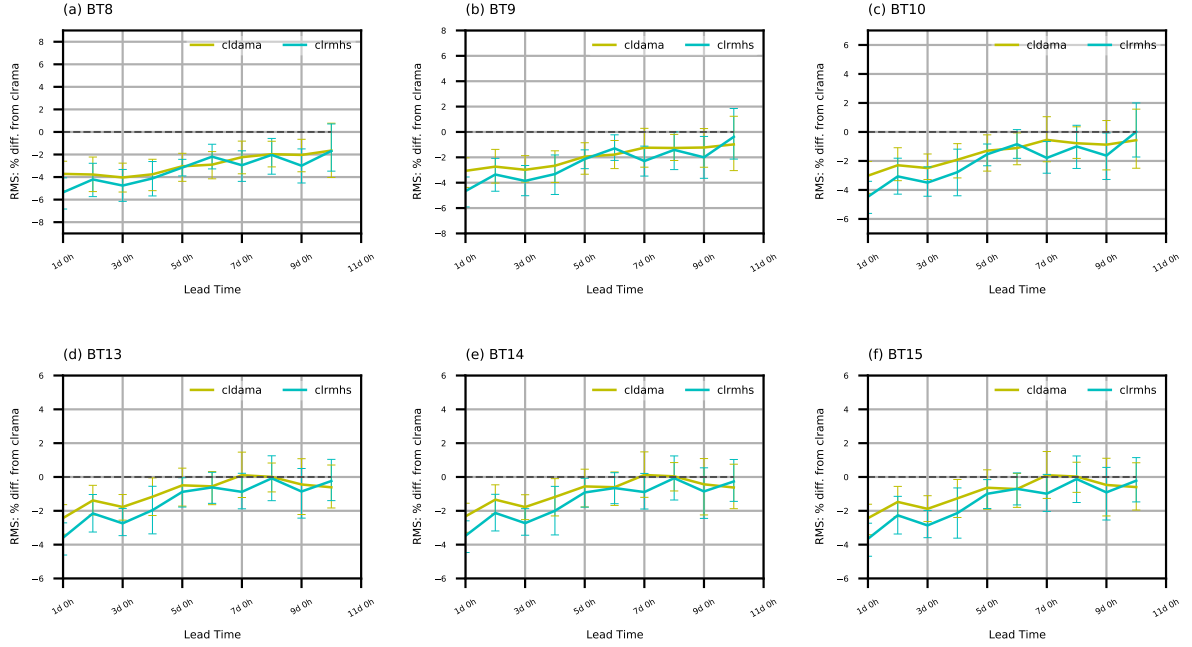 (a) BT8
RMS: % diff. from clrama
8
6
4
2
0
−2
−4
−6
−8
cldama
clrmhs
1d 0h
3d 0h
5d 0h
7d 0h
9d 0h
11d 0h
Lead Time
(b) BT9
RMS: % diff. from clrama
8
6
4
2
0
−2
−4
−6
−8
cldama
clrmhs
1d 0h
3d 0h
5d 0h
7d 0h
9d 0h
11d 0h
Lead Time
(c) BT10
RMS: % diff. from clrama
6
4
2
0
−2
−4
−6
cldama
clrmhs
1d 0h
3d 0h
5d 0h
7d 0h
9d 0h
11d 0h
Lead Time
(d) BT13
RMS: % diff. from clrama
6
4
2
0
−2
−4
−6
cldama
clrmhs
1d 0h
3d 0h
5d 0h
7d 0h
9d 0h
11d 0h
Lead Time
(e) BT14
RMS: % diff. from clrama
6
4
2
0
−2
−4
−6
cldama
clrmhs
1d 0h
3d 0h
5d 0h
7d 0h
9d 0h
11d 0h
Lead Time
(f) BT15
RMS: % diff. from clrama
6
4
2
0
−2
−4
−6
cldama
clrmhs
1d 0h
3d 0h
5d 0h
7d 0h
9d 0h
11d 0h
Lead Time